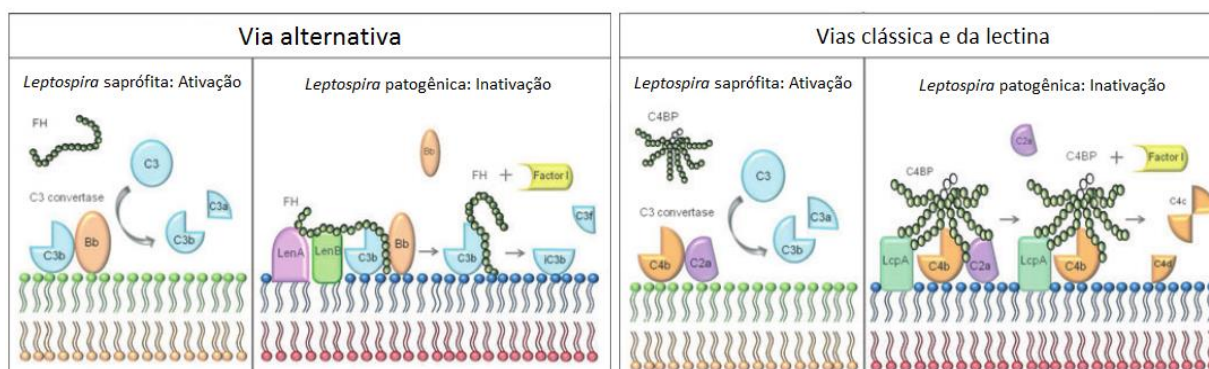 Via alternativa
Leptospira saprófita: Ativação
FH
C3
C3 convertase
C3a
C3b
C3b
Bb
Leptospira patogênica: Inativação
Bb
FH + Factor I
FH
C3f
LenA
LenB
C3b
Bb
C3b
iC3b
Vias clássica e da lectina
Leptospira saprófita: Ativação
C4BP
C3
C3 convertase
C3a
C3b
C4b
C2a
Leptospira patogênica: Inativação
C2a
C4BP + Factor I
C4BP
C4c
LcpA
C4b
C2a
LcpA
C4b
C4d